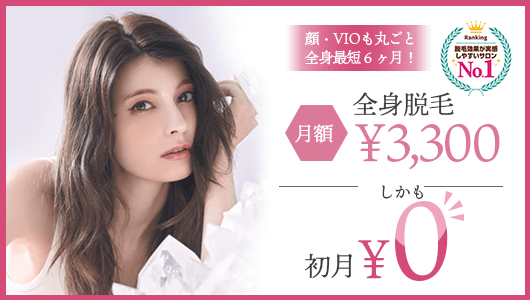 顔・VIOも丸ごと
全身最短6ヶ月！
Ranking
脱毛効果が実感
しやすいサロン
No.1
月額
全身脱毛
¥3,300
しかも
初月¥0